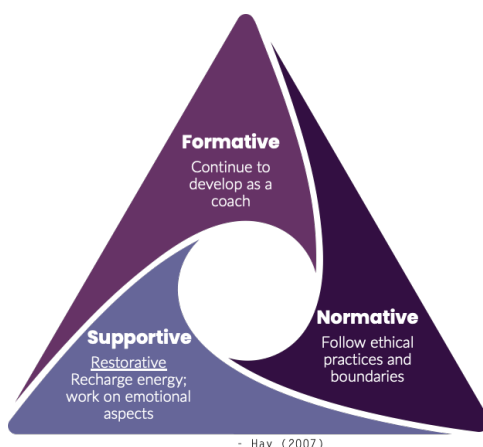 Formative
Continue to
develop as a
coach
Supportive
Restorative
Recharge energy;
work on emotional
aspects
Normative
Follow ethical
practices and
boundaries
- Hay (2007)